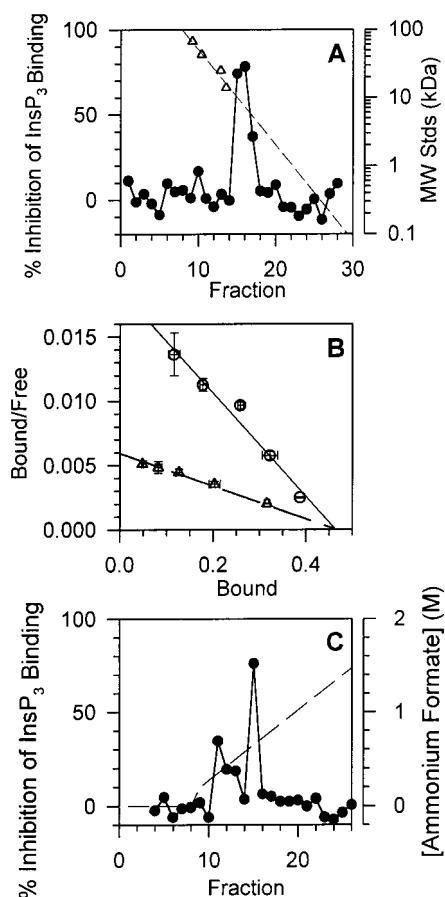 A
100
50
0
% Inhibition of InsP3 Binding
100
10
1
0.1
MW Stds (kDa)
0 10 20 30
Fraction
B
0.015
0.010
0.005
0.000
Bound/Free
0.0 0.2 0.4
Bound
C
100
50
0
% Inhibition of InsP3 Binding
2
1
0
[Ammonium Formate] (M)
0 10 20
Fraction